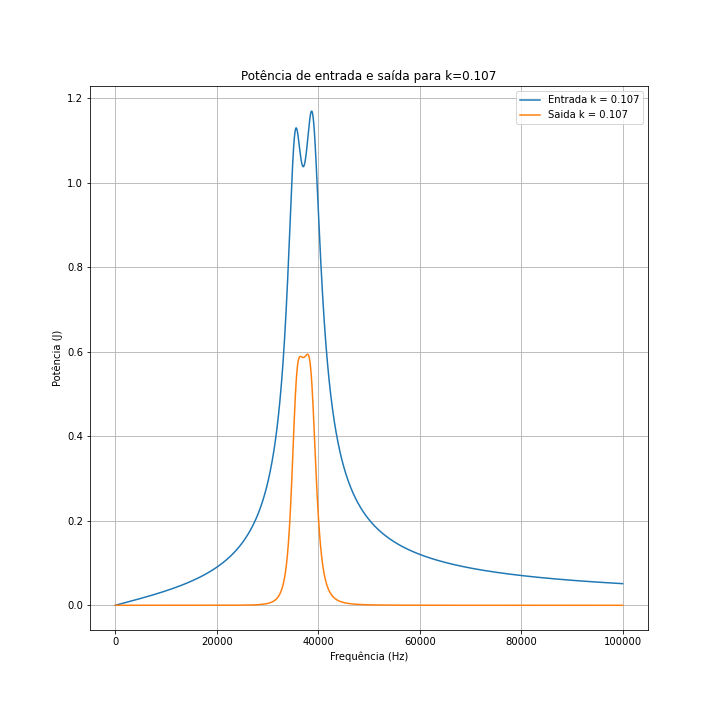 Potência de entrada e saída para k=0.107
Entrada k = 0.107
Saida k = 0.107
1.2
1.0
0.8
0.6
0.4
0.2
0.0
Potência (J)
0 20000 40000 60000 80000 100000
Frequência (Hz)